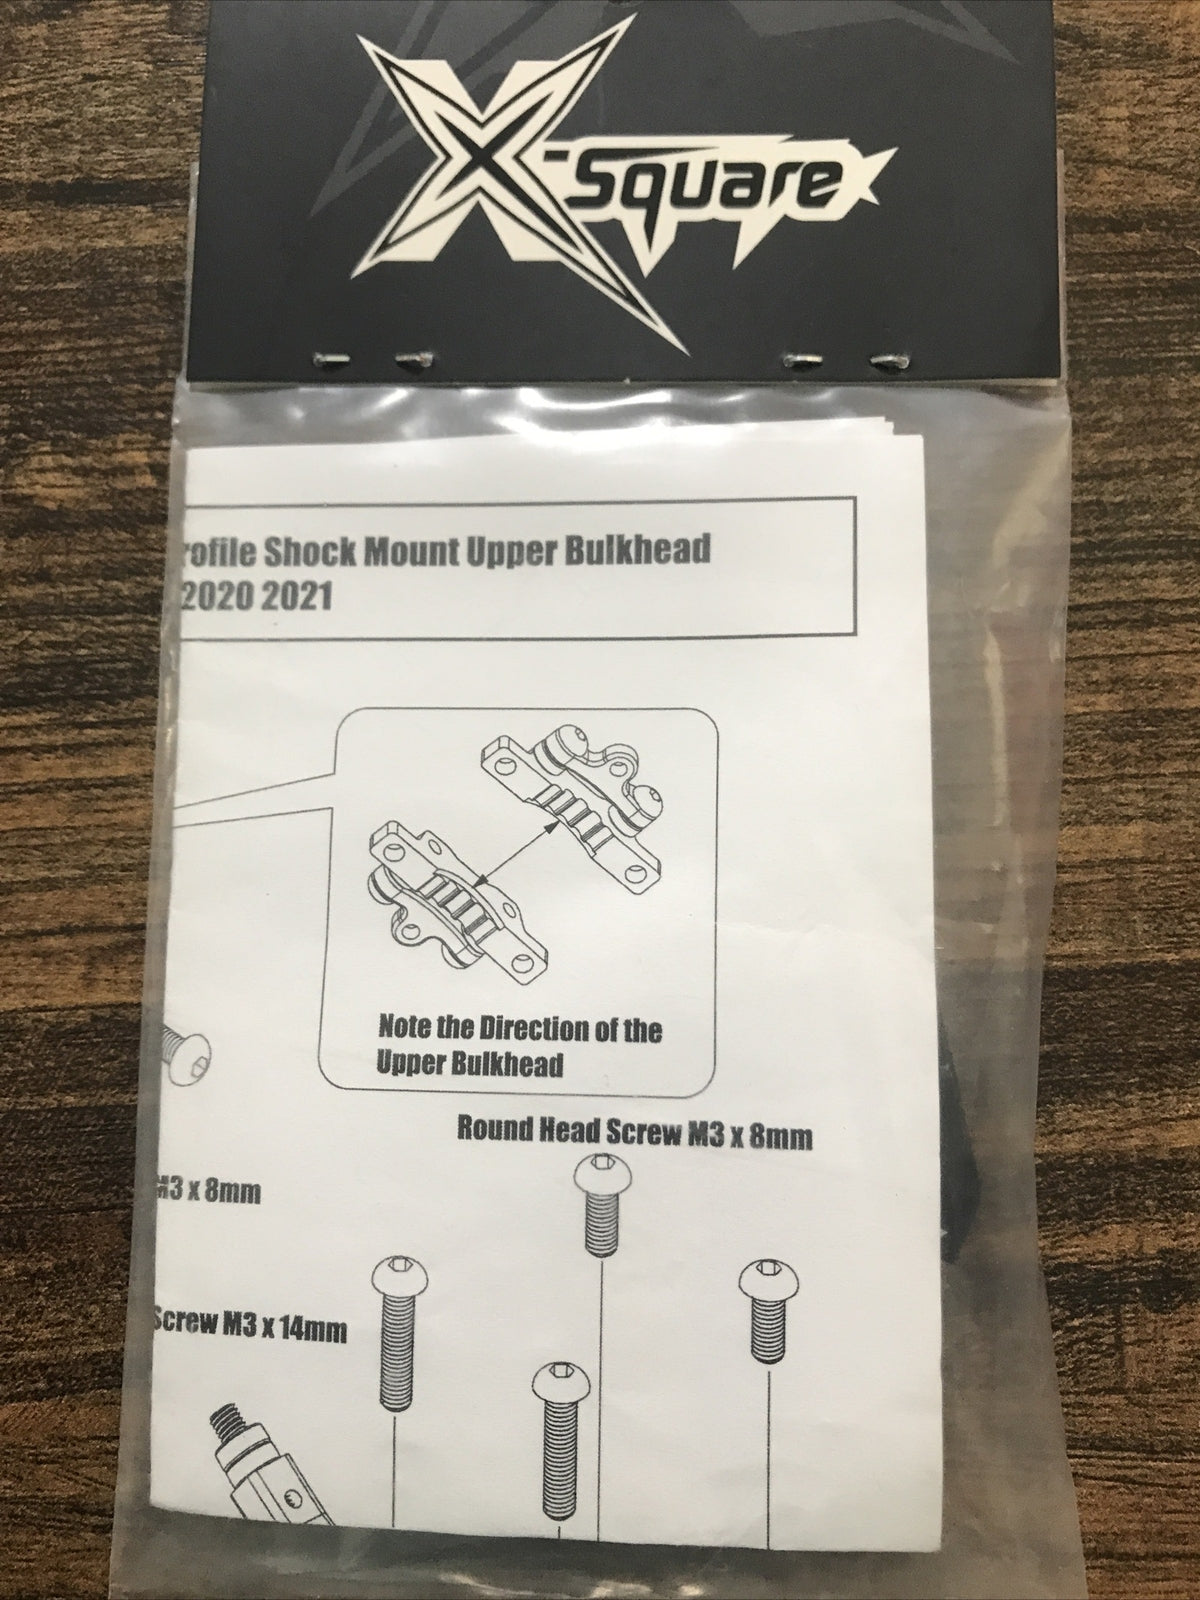 X-Square
rofile Shock Mount Upper Bulkhead
2020 2021
Note the Direction of the
Upper Bulkhead
Round Head Screw M3 x 8mm
M3 x 8mm
Screw M3 x 14mm